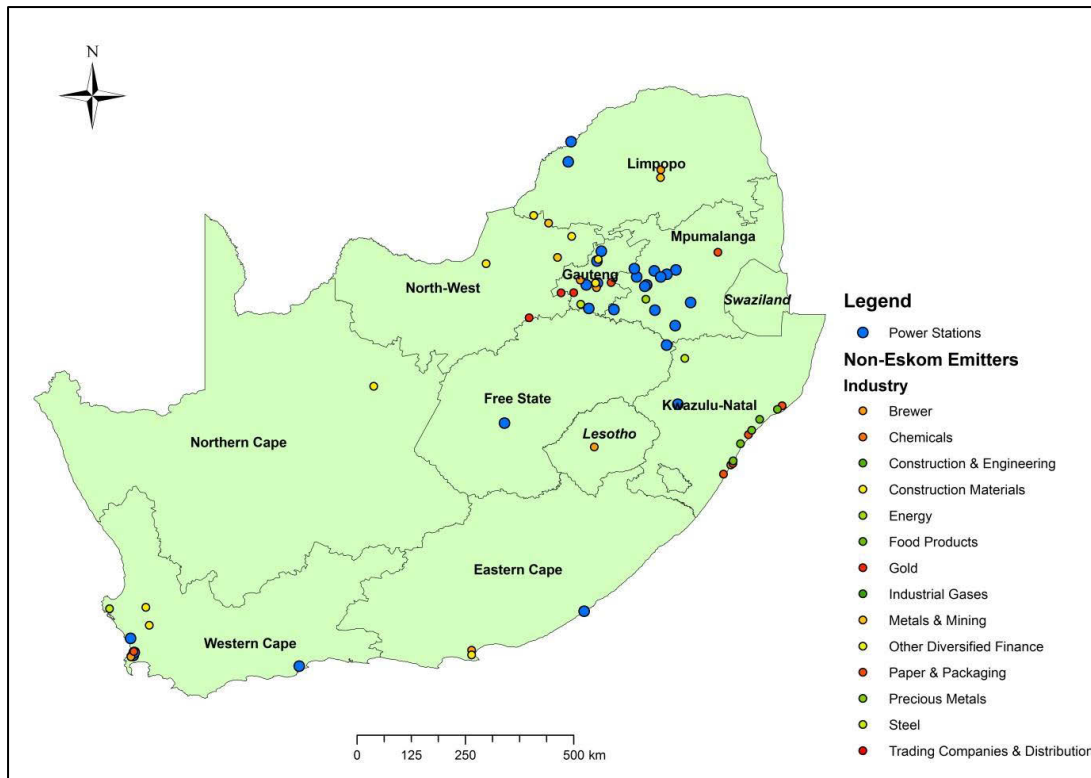 N
Limpopo
Mpumalanga
Gauteng
North-West
Swaziland
Free State
Kwazulu-Natal
Northern Cape
Lesotho
Eastern Cape
Western Cape
0 125 250 500 km
Legend
Power Stations
Non-Eskom Emitters
Industry
Brewer
Chemicals
Construction & Engineering
Construction Materials
Energy
Food Products
Gold
Industrial Gases
Metals & Mining
Other Diversified Finance
Paper & Packaging
Precious Metals
Steel
Trading Companies & Distribution